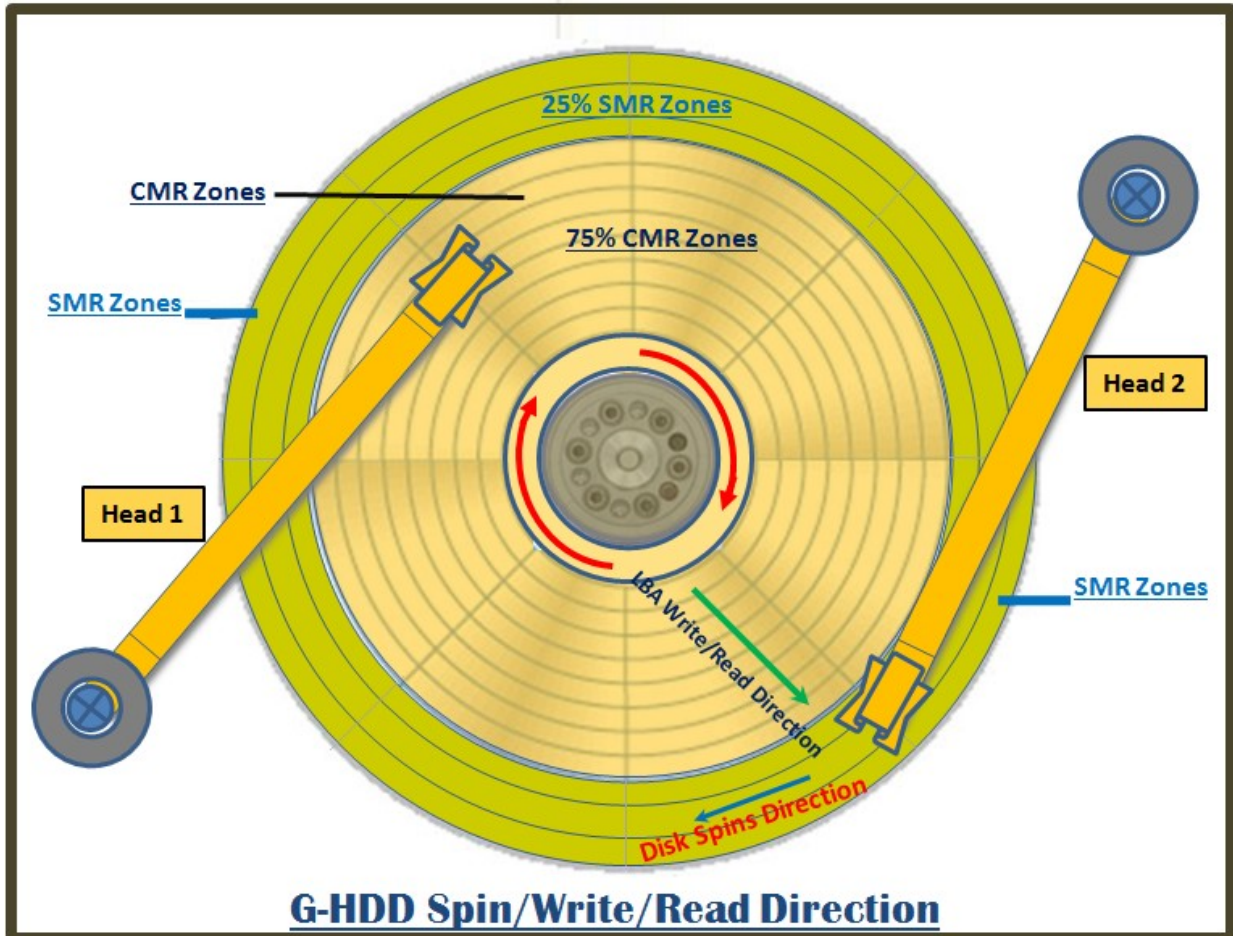 25% SMR Zones
CMR Zones
75% CMR Zones
SMR Zones
Head 2
Head 1
LBA Write/Read Direction
SMR Zones
Disk Spins Direction
G-HDD Spin/Write/Read Direction